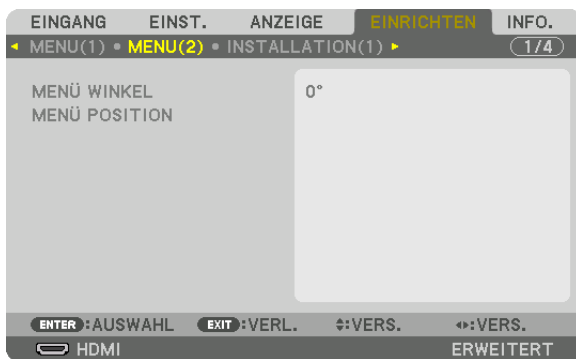 EINGANG EINST. ANZEIGE EINRICHTEN INFO.
MENU(1) • MENU(2) • INSTALLATION(1) 1/4
MENÜ WINKEL 0°
MENÜ POSITION
ENTER :AUSWAHL EXIT :VERL. :VERS. :VERS.
HDMI ERWEITERT